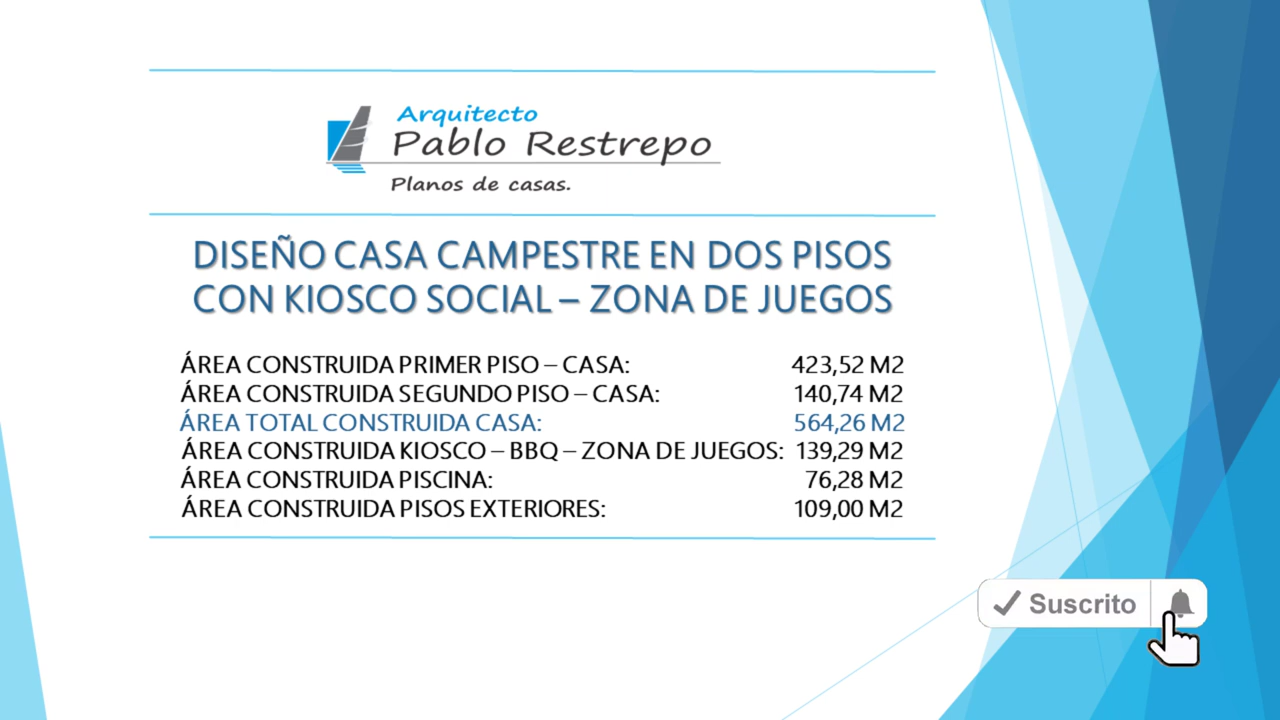 Arquitecto
Pablo Restrepo
Planos de casas.
DISEÑO CASA CAMPESTRE EN DOS PISOS
CON KIOSCO SOCIAL – ZONA DE JUEGOS
ÁREA CONSTRUIDA PRIMER PISO – CASA: 423,52 M2
ÁREA CONSTRUIDA SEGUNDO PISO – CASA: 140,74 M2
ÁREA TOTAL CONSTRUIDA CASA: 564,26 M2
ÁREA CONSTRUIDA KIOSCO – BBQ – ZONA DE JUEGOS: 139,29 M2
ÁREA CONSTRUIDA PISCINA: 76,28 M2
ÁREA CONSTRUIDA PISOS EXTERIORES: 109,00 M2
Suscrito